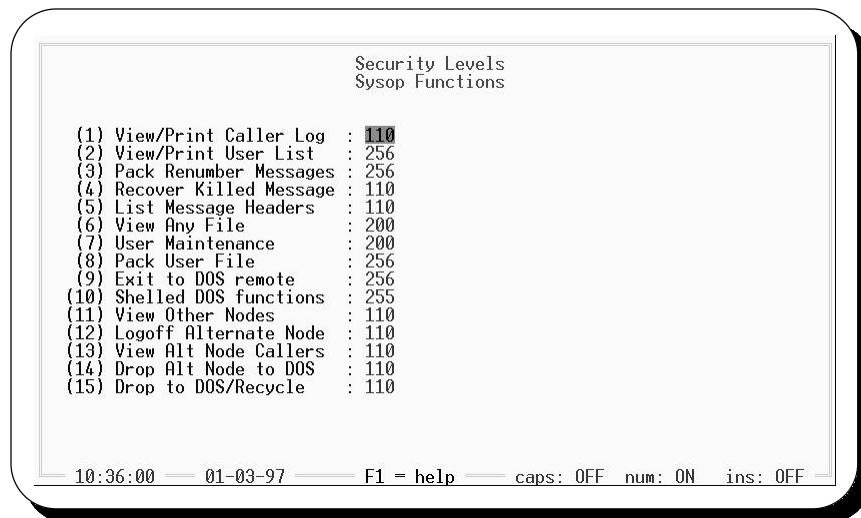 Security Levels
Sysop Functions
(1) View/Print Caller Log : 110
(2) View/Print User List : 256
(3) Pack Renumber Messages : 256
(4) Recover Killed Message : 110
(5) List Message Headers : 110
(6) View Any File : 200
(7) User Maintenance : 200
(8) Pack User File : 256
(9) Exit to DOS remote : 256
(10) Shelled DOS functions : 255
(11) View Other Nodes : 110
(12) Logoff Alternate Node : 110
(13) View Alt Node Callers : 110
(14) Drop Alt Node to DOS : 110
(15) Drop to DOS/Recycle : 110
10:36:00 01-03-97 F1 = help caps: OFF num: ON ins: OFF